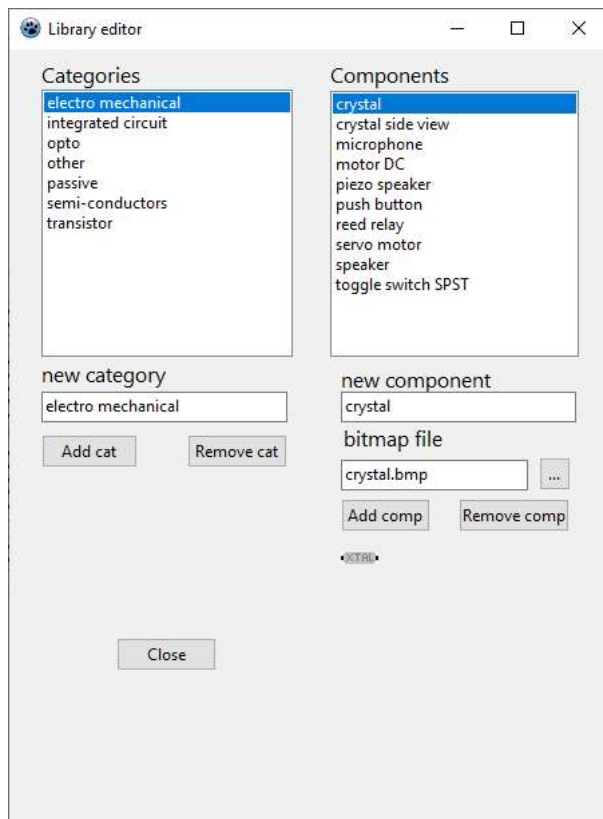 Library editor
Categories
electro mechanical
integrated circuit
opto
other
passive
semi-conductors
transistor
Components
crystal
crystal side view
microphone
motor DC
piezo speaker
push button
reed relay
servo motor
speaker
toggle switch SPST
new category
electro mechanical
Add cat
Remove cat
new component
crystal
bitmap file
crystal.bmp
...
Add comp
Remove comp
XTAL
Close